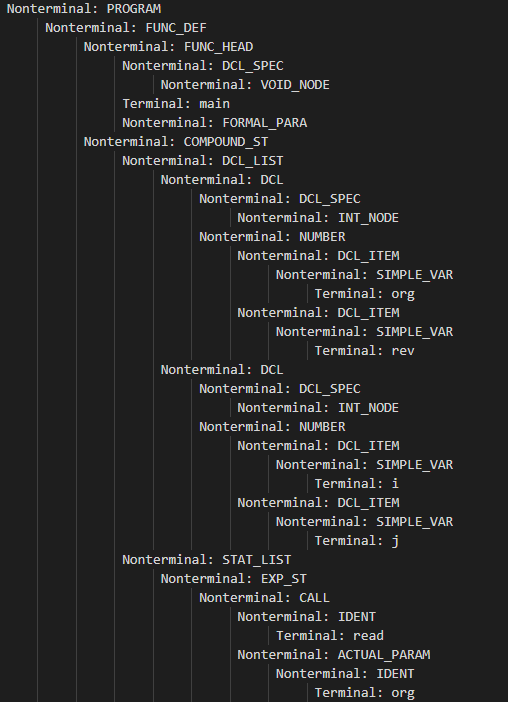 Nonterminal: PROGRAM
Nonterminal: FUNC_DEF
Nonterminal: FUNC_HEAD
Nonterminal: DCL_SPEC
Nonterminal: VOID_NODE
Terminal: main
Nonterminal: FORMAL_PARA
Nonterminal: COMPOUND_ST
Nonterminal: DCL_LIST
Nonterminal: DCL
Nonterminal: DCL_SPEC
Nonterminal: INT_NODE
Nonterminal: NUMBER
Nonterminal: DCL_ITEM
Nonterminal: SIMPLE_VAR
Terminal: org
Nonterminal: DCL_ITEM
Nonterminal: SIMPLE_VAR
Terminal: rev
Nonterminal: DCL
Nonterminal: DCL_SPEC
Nonterminal: INT_NODE
Nonterminal: NUMBER
Nonterminal: DCL_ITEM
Nonterminal: SIMPLE_VAR
Terminal: i
Nonterminal: DCL_ITEM
Nonterminal: SIMPLE_VAR
Terminal: j
Nonterminal: STAT_LIST
Nonterminal: EXP_ST
Nonterminal: CALL
Nonterminal: IDENT
Terminal: read
Nonterminal: ACTUAL_PARAM
Nonterminal: IDENT
Terminal: org